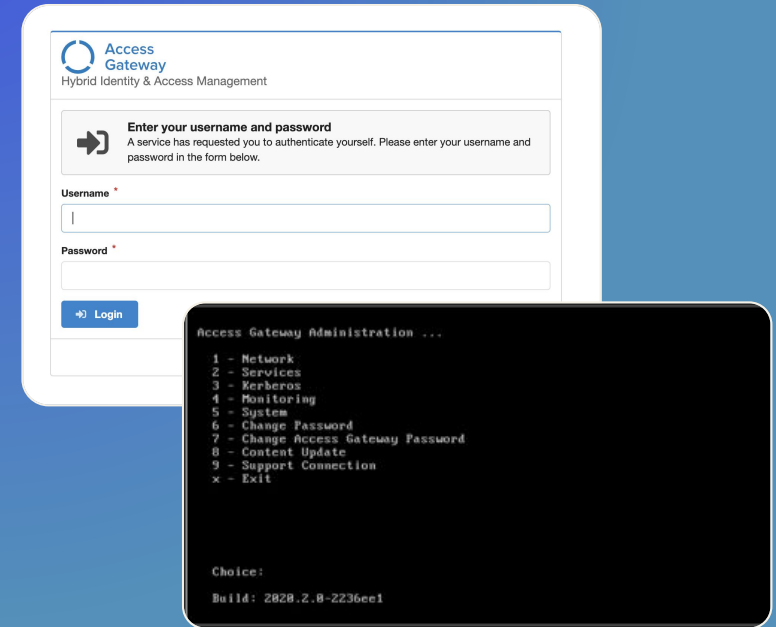 Access
Gateway
Hybrid Identity & Access Management
Enter your username and password
A service has requested you to authenticate yourself. Please enter your username and
password in the form below.
Username *
Password *
Login
Access Gateway Administration ...
1 - Network
2 - Services
3 - Kerberos
4 - Monitoring
5 - System
6 - Change Password
7 - Change Access Gateway Password
8 - Content Update
9 - Support Connection
x - Exit
Choice:
Build: 2020.2.0-2236ee1